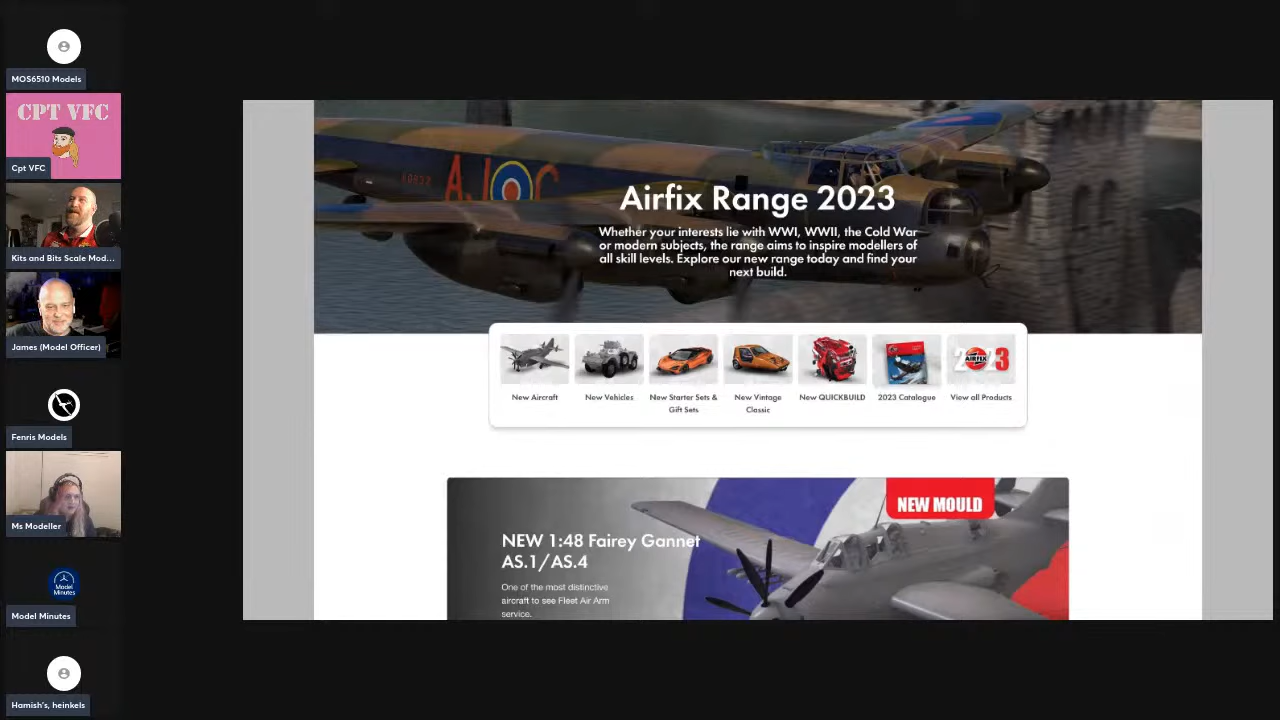 MOS6510 Models
CPT VFC
Cpt VFC
Kits and Bits Scale Mod...
James (Model Officer)
Fenris Models
Ms Modeller
Model
Minutes
Model Minutes
Hamish's, heinkels
AJ C
Airfix Range 2023
Whether your interests lie with WWI, WWII, the Cold War
or modern subjects, the range aims to inspire modellers of
all skill levels. Explore our new range today and find your
next build.
New Aircraft
New Vehicles
New Starter Sets &
Gift Sets
New Vintage
Classic
New QUICKBUILD
2023 Catalogue
2023
AIRFIX
View all Products
NEW MOULD
NEW 1:48 Fairey Gannet
AS.1/AS.4
One of the most distinctive
aircraft to see Fleet Air Arm
service.